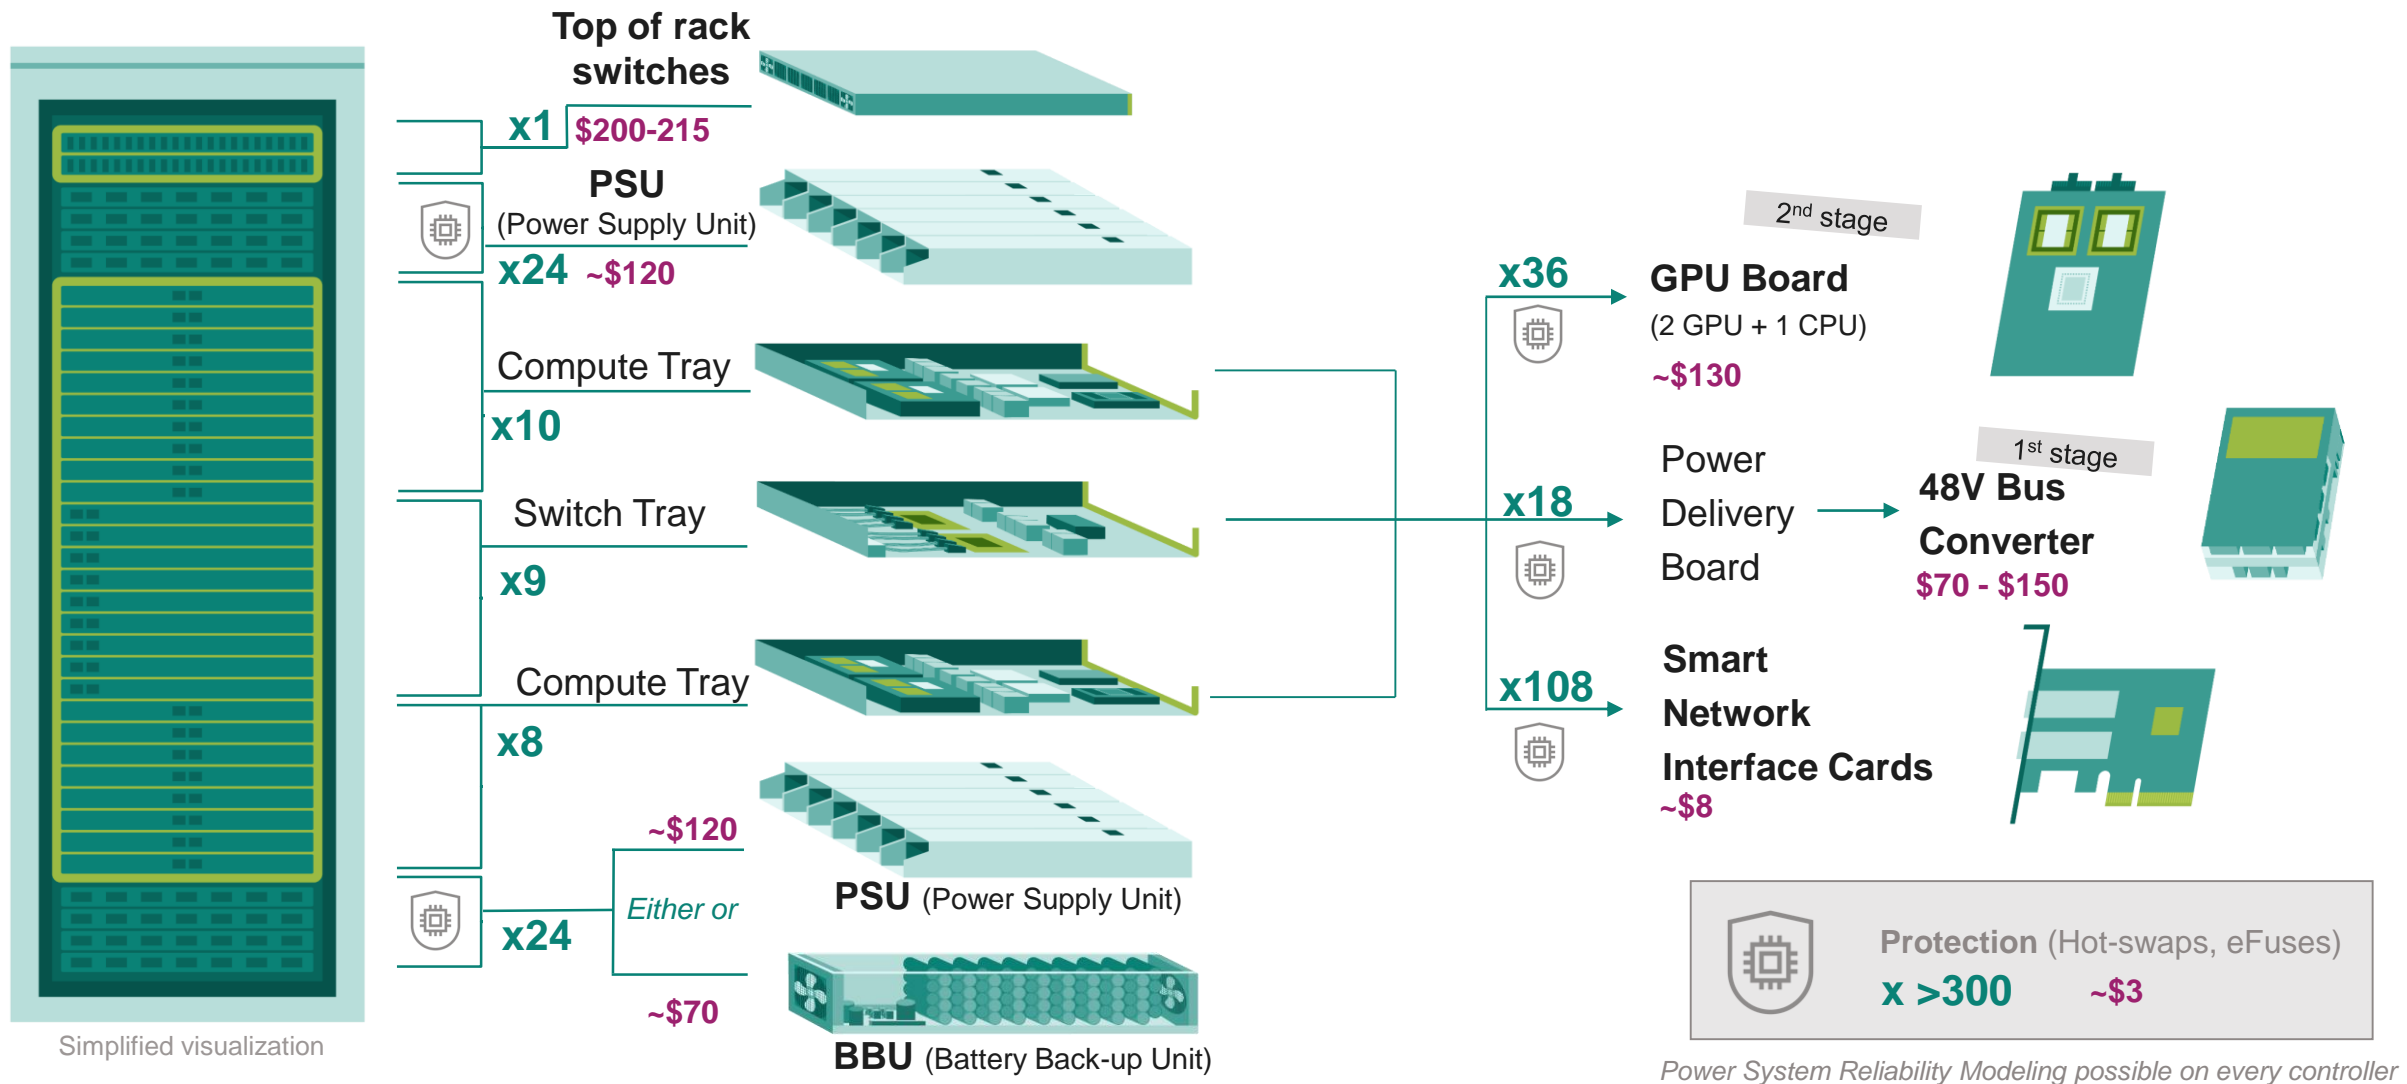 Top of rack
switches
x1
$200-215
PSU
(Power Supply Unit)
x24 ~$120
Compute Tray
x10
Switch Tray
x9
Compute Tray
x8
~$120
Either or
x24
PSU (Power Supply Unit)
~$70
BBU (Battery Back-up Unit)
Simplified visualization
2nd stage
x36
GPU Board
(2 GPU + 1 CPU)
~$130
x18
Power
Delivery
Board
1st stage
48V Bus
Converter
$70 - $150
x108
Smart
Network
Interface Cards
~$8
Protection (Hot-swaps, eFuses)
x >300 ~$3
Power System Reliability Modeling possible on every controller